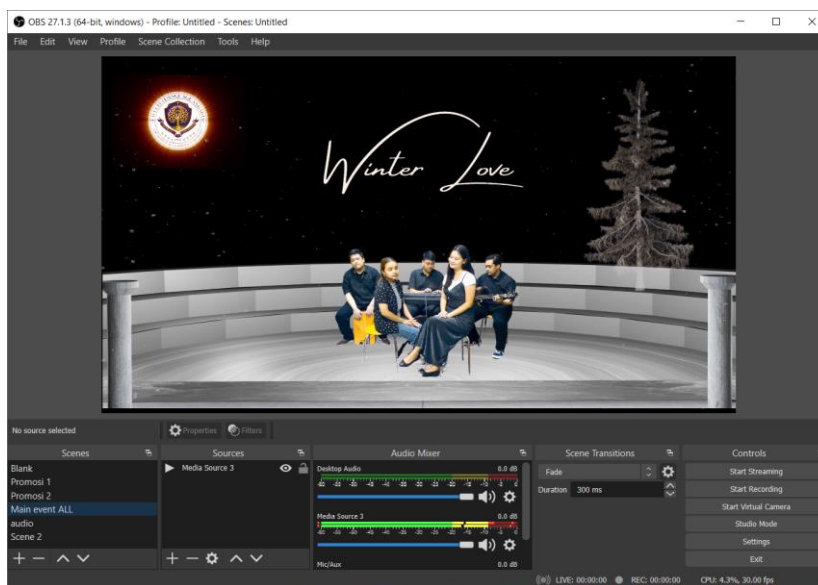 OBS 27.1.3 (64-bit, windows) - Profile: Untitled - Scenes: Untitled
File Edit View Profile Scene Collection Tools Help
Winter Love
No source selected
Properties
Filters
Scenes
Blank
Promosi 1
Promosi 2
Main event ALL
audio
Scene 2
Sources
Media Source 3
Audio Mixer
Desktop Audio 0.0 dB
Media Source 3 0.0 dB
Mic/Aux 0.0 dB
Scene Transitions
Fade
Duration 300 ms
Controls
Start Streaming
Start Recording
Start Virtual Camera
Studio Mode
Settings
Exit
LIVE: 00:00:00 REC: 00:00:00 CPU: 4.3%, 30.00 fps